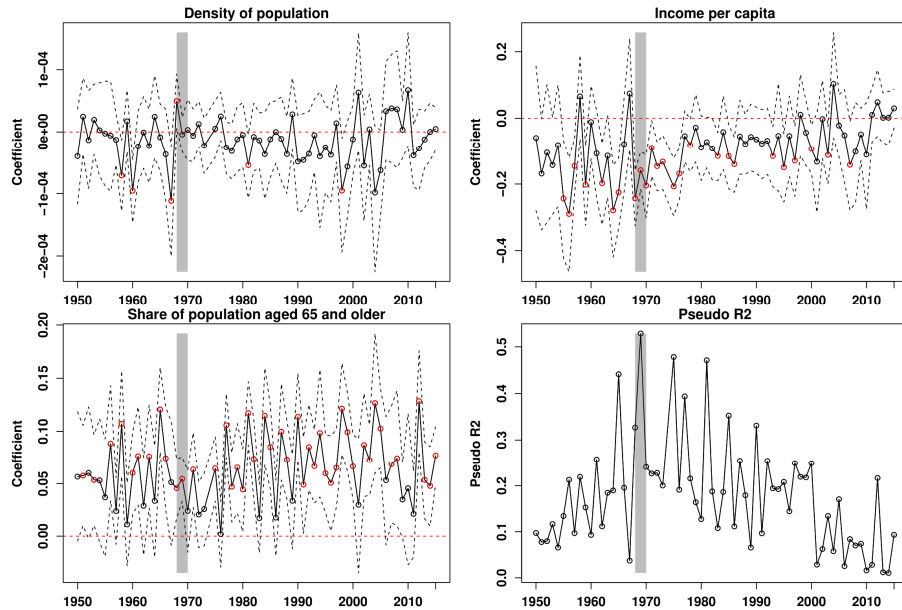 Density of population
Coefficient
1e−04
0e+00
−1e−04
−2e−04
1950 1960 1970 1980 1990 2000 2010
Income per capita
Coefficient
0.2
0.0
−0.2
−0.4
1950 1960 1970 1980 1990 2000 2010
Share of population aged 65 and older
Coefficient
0.20
0.15
0.10
0.05
0.00
1950 1960 1970 1980 1990 2000 2010
Pseudo R2
Pseudo R2
0.5
0.4
0.3
0.2
0.1
0.0
1950 1960 1970 1980 1990 2000 2010